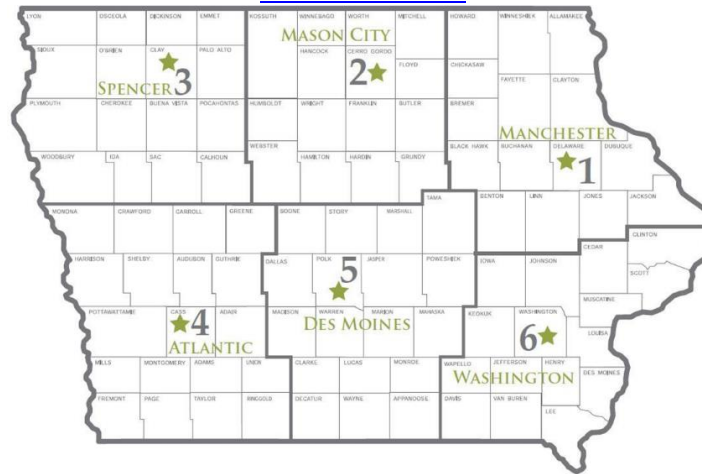 LYON OSCEOLA DICKINSON EMMET KOSSUTH WINNEBAGO WORTH MITCHELL HOWARD WINNESHIEK ALLAMAKEE
MASON CITY
SIOUX O'BRIEN CLAY PALO ALTO HANCOCK CERRO GORDO
2
FLOYD CHICKASAW
SPENCER 3
FAYETTE CLAYTON
PLYMOUTH CHEROKEE BUENA VISTA POCAHONTAS HUMBOLDT WRIGHT FRANKLIN BUTLER BREMER
MANCHESTER
WEBSTER BLACK HAWK BUCHANAN DELAWARE DUBUQUE
1
WOODBURY IDA SAC CALHOUN HAMILTON HARDIN GRUNDY
TAMA BENTON LINN JONES JACKSON
MONONA CRAWFORD CARROLL GREENE BOONE STORY MARSHALL
CLINTON
CEDAR
HARRISON SHELBY AUDUBON GUTHRIE DALLAS POLK JASPER POWESHIEK IOWA JOHNSON
5
SCOTT
MUSCATINE
POTTAWATTAMIE CASS ADAIR MADISON WARREN MARION MAHASKA KEOKUK WASHINGTON
4
DES MOINES
6
LOUISA
ATLANTIC
MILLS MONTGOMERY ADAMS CLARKE LUCAS MONROE WAPELLO JEFFERSON HENRY
DES MOINES
WASHINGTON
FREMONT PAGE TAYLOR RINGGOLD DECATUR WAYNE APPANOOSE DAVIS VAN BUREN
LEE